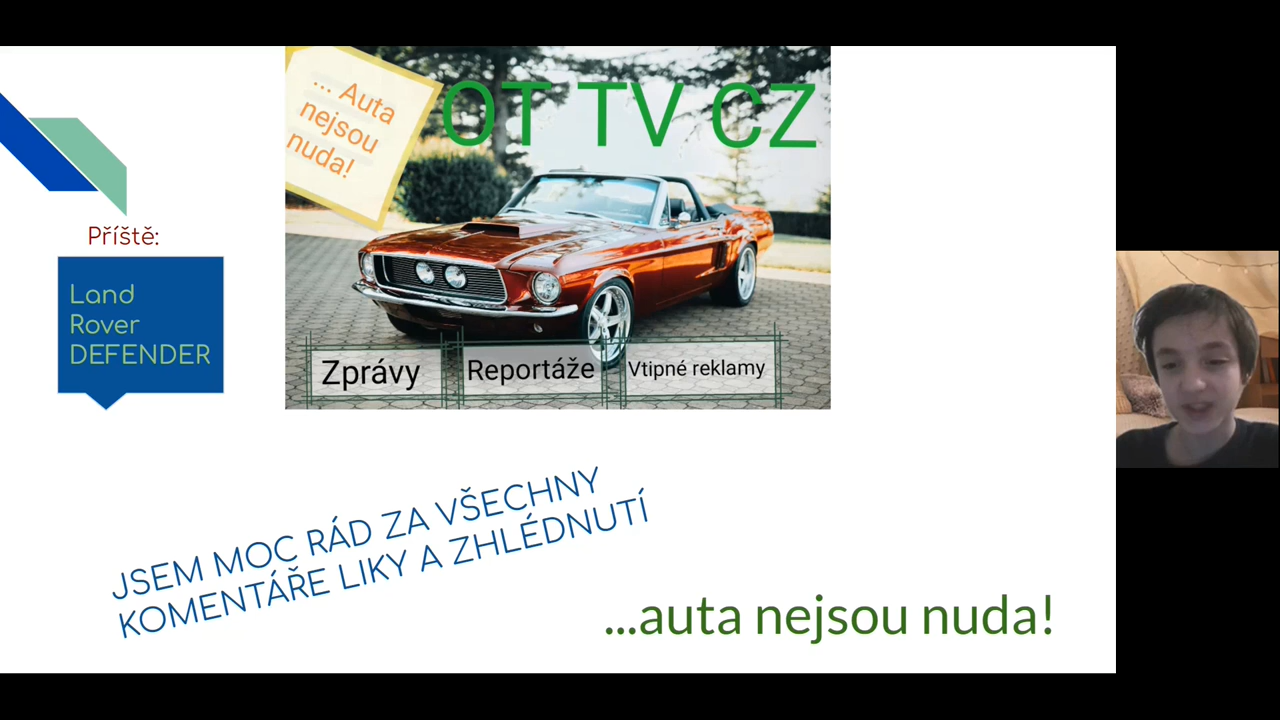 ... Auta
nejsou
nuda!
OT TV CZ
Příště:
Land
Rover
DEFENDER
Zprávy
Reportáže
Vtipné reklamy
JSEM MOC RÁD ZA VŠECHNY
KOMENTÁŘE LIKY A ZHLÉDNUTÍ
...auta nejsou nuda!